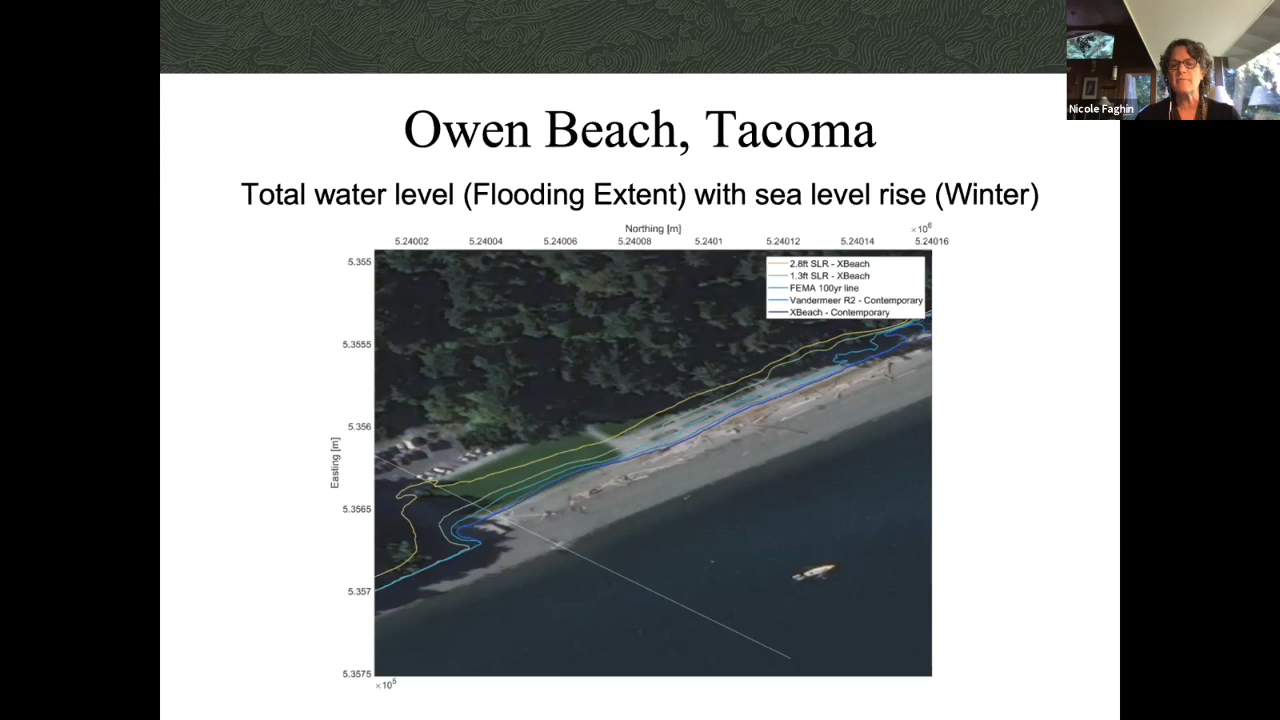 Nicole Faghin
Owen Beach, Tacoma
Total water level (Flooding Extent) with sea level rise (Winter)
Northing [m]
×10⁶
5.24002 5.24004 5.24006 5.24008 5.2401 5.24012 5.24014 5.24016
5.355
5.3555
5.356
5.3565
5.357
5.3575
×10⁵
Easting [m]
2.8ft SLR - XBeach
1.3ft SLR - XBeach
FEMA 100yr line
Vandermeer R2 - Contemporary
XBeach - Contemporary